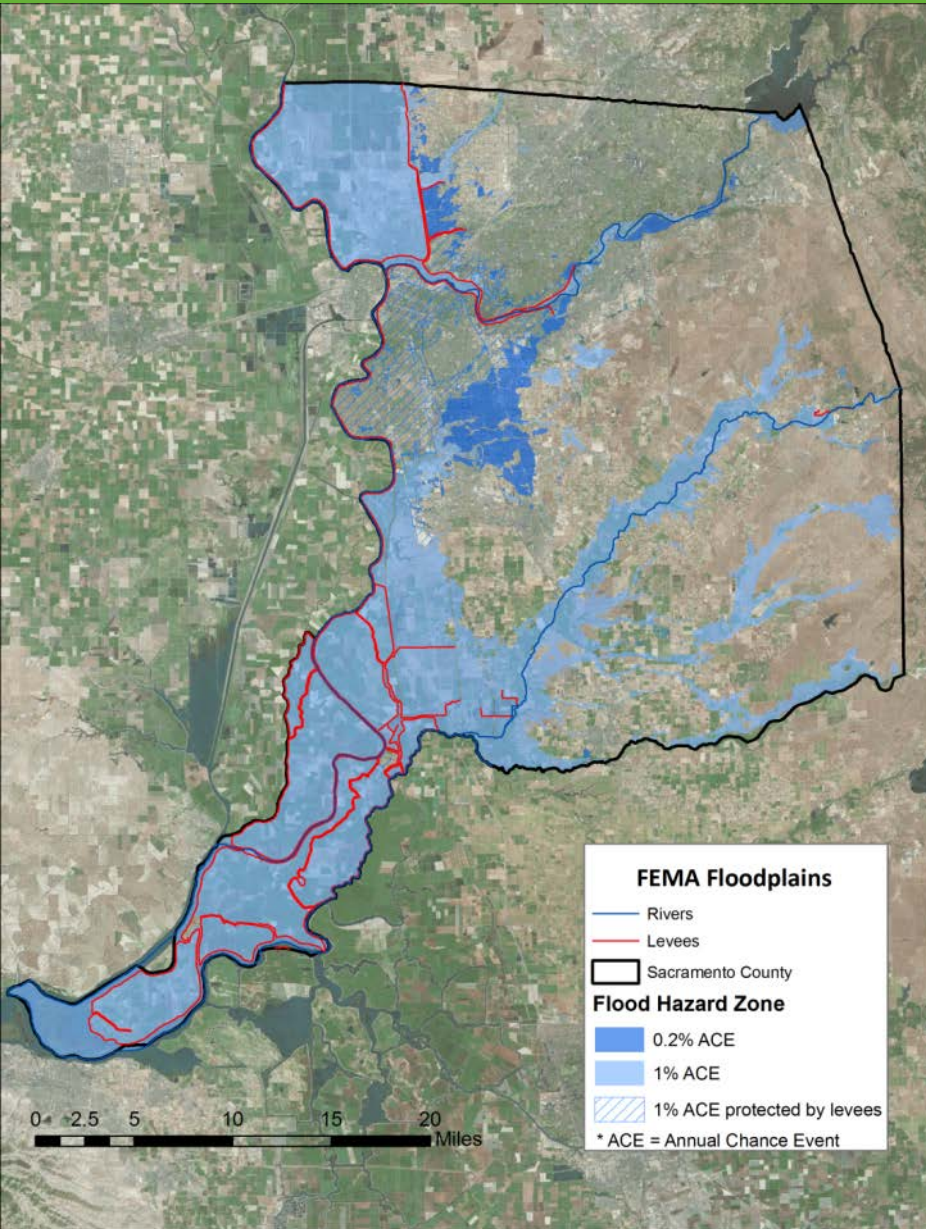 FEMA Floodplains
Rivers
Levees
Sacramento County
Flood Hazard Zone
0.2% ACE
1% ACE
1% ACE protected by levees
* ACE = Annual Chance Event
0 2.5 5 10 15 20
Miles